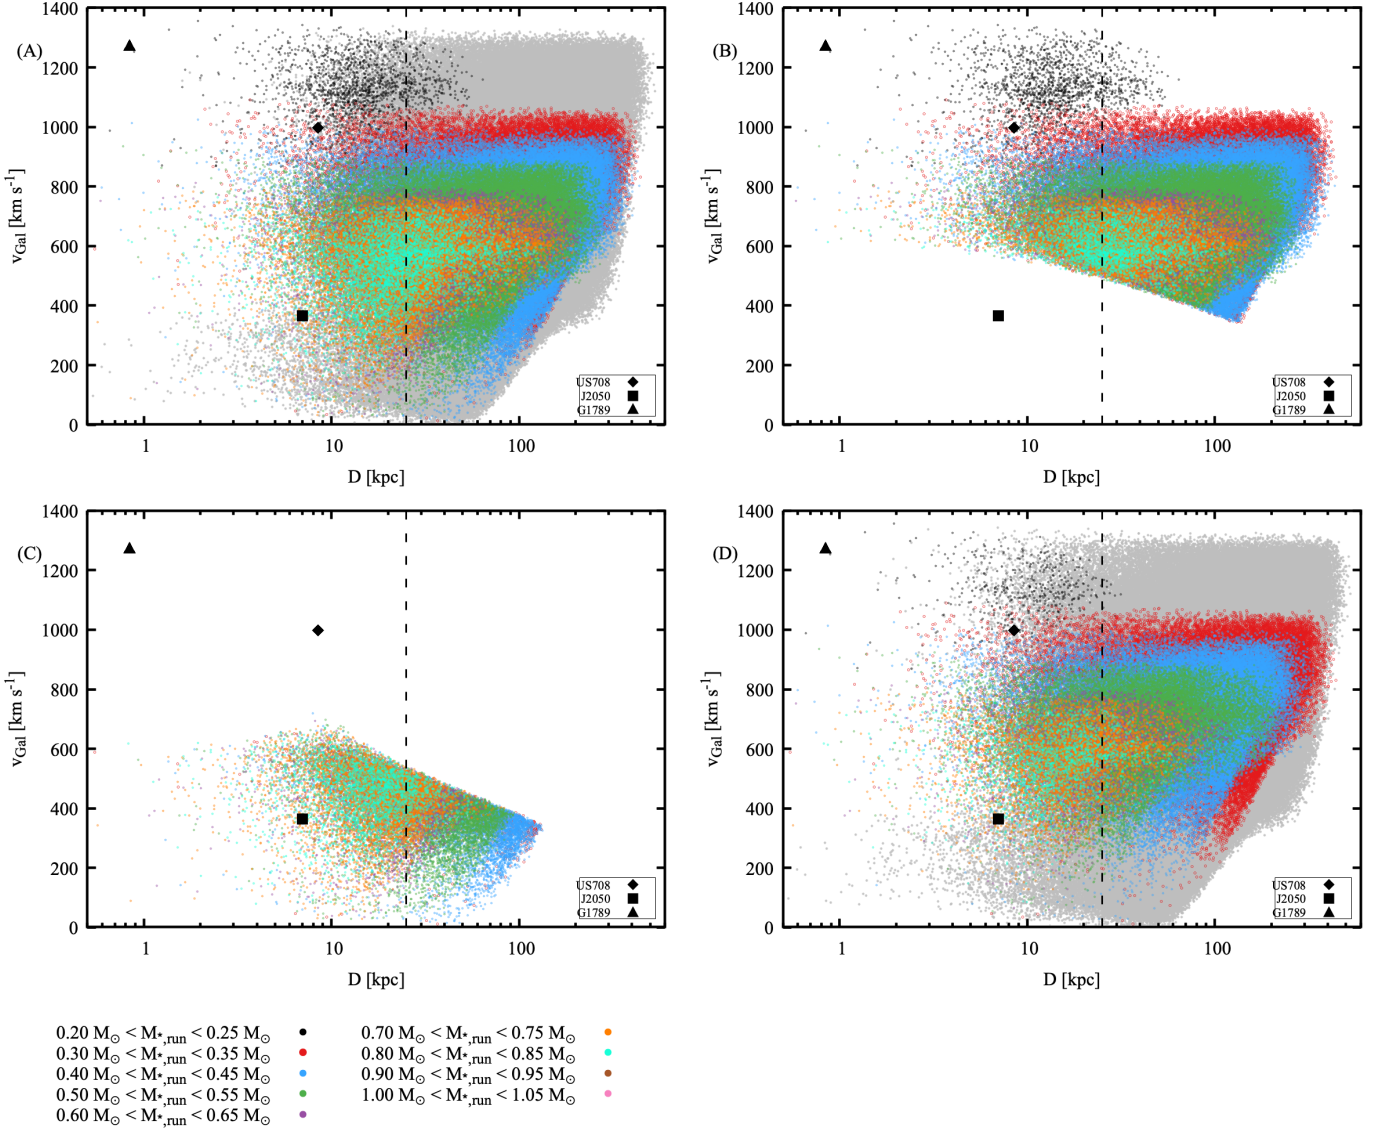 (A)
1400
1200
1000
800
600
400
200
0
v_Gal [km s^-1]
1 10 100
D [kpc]
US708
J2050
G1789
(B)
1400
1200
1000
800
600
400
200
0
v_Gal [km s^-1]
1 10 100
D [kpc]
US708
J2050
G1789
(C)
1400
1200
1000
800
600
400
200
0
v_Gal [km s^-1]
1 10 100
D [kpc]
US708
J2050
G1789
(D)
1400
1200
1000
800
600
400
200
0
v_Gal [km s^-1]
1 10 100
D [kpc]
US708
J2050
G1789
0.20 M⊙ < M⋆,run < 0.25 M⊙
0.30 M⊙ < M⋆,run < 0.35 M⊙
0.40 M⊙ < M⋆,run < 0.45 M⊙
0.50 M⊙ < M⋆,run < 0.55 M⊙
0.60 M⊙ < M⋆,run < 0.65 M⊙
0.70 M⊙ < M⋆,run < 0.75 M⊙
0.80 M⊙ < M⋆,run < 0.85 M⊙
0.90 M⊙ < M⋆,run < 0.95 M⊙
1.00 M⊙ < M⋆,run < 1.05 M⊙